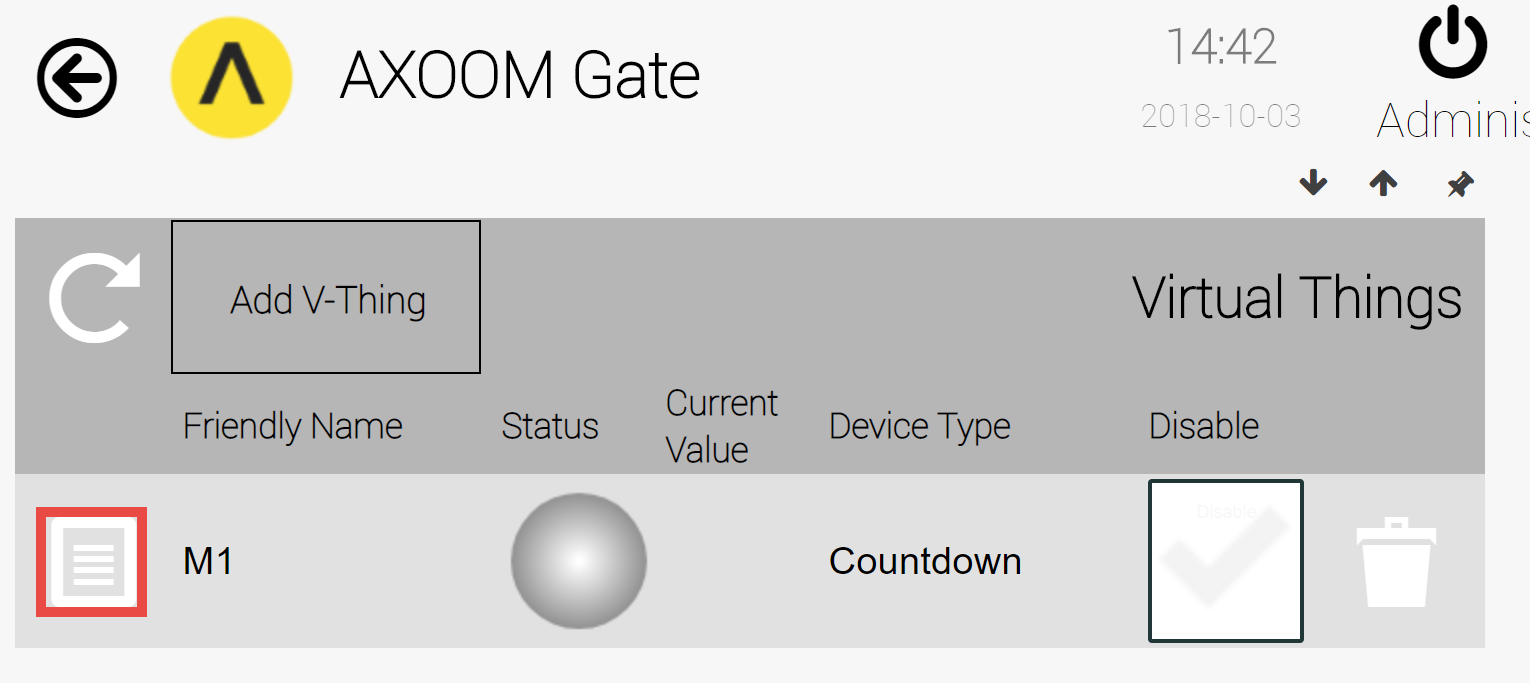 AXOOM Gate
14:42
2018-10-03
Adminis
Add V-Thing
Virtual Things
Friendly Name
Status
Current
Value
Device Type
Disable
M1
Countdown
Disable